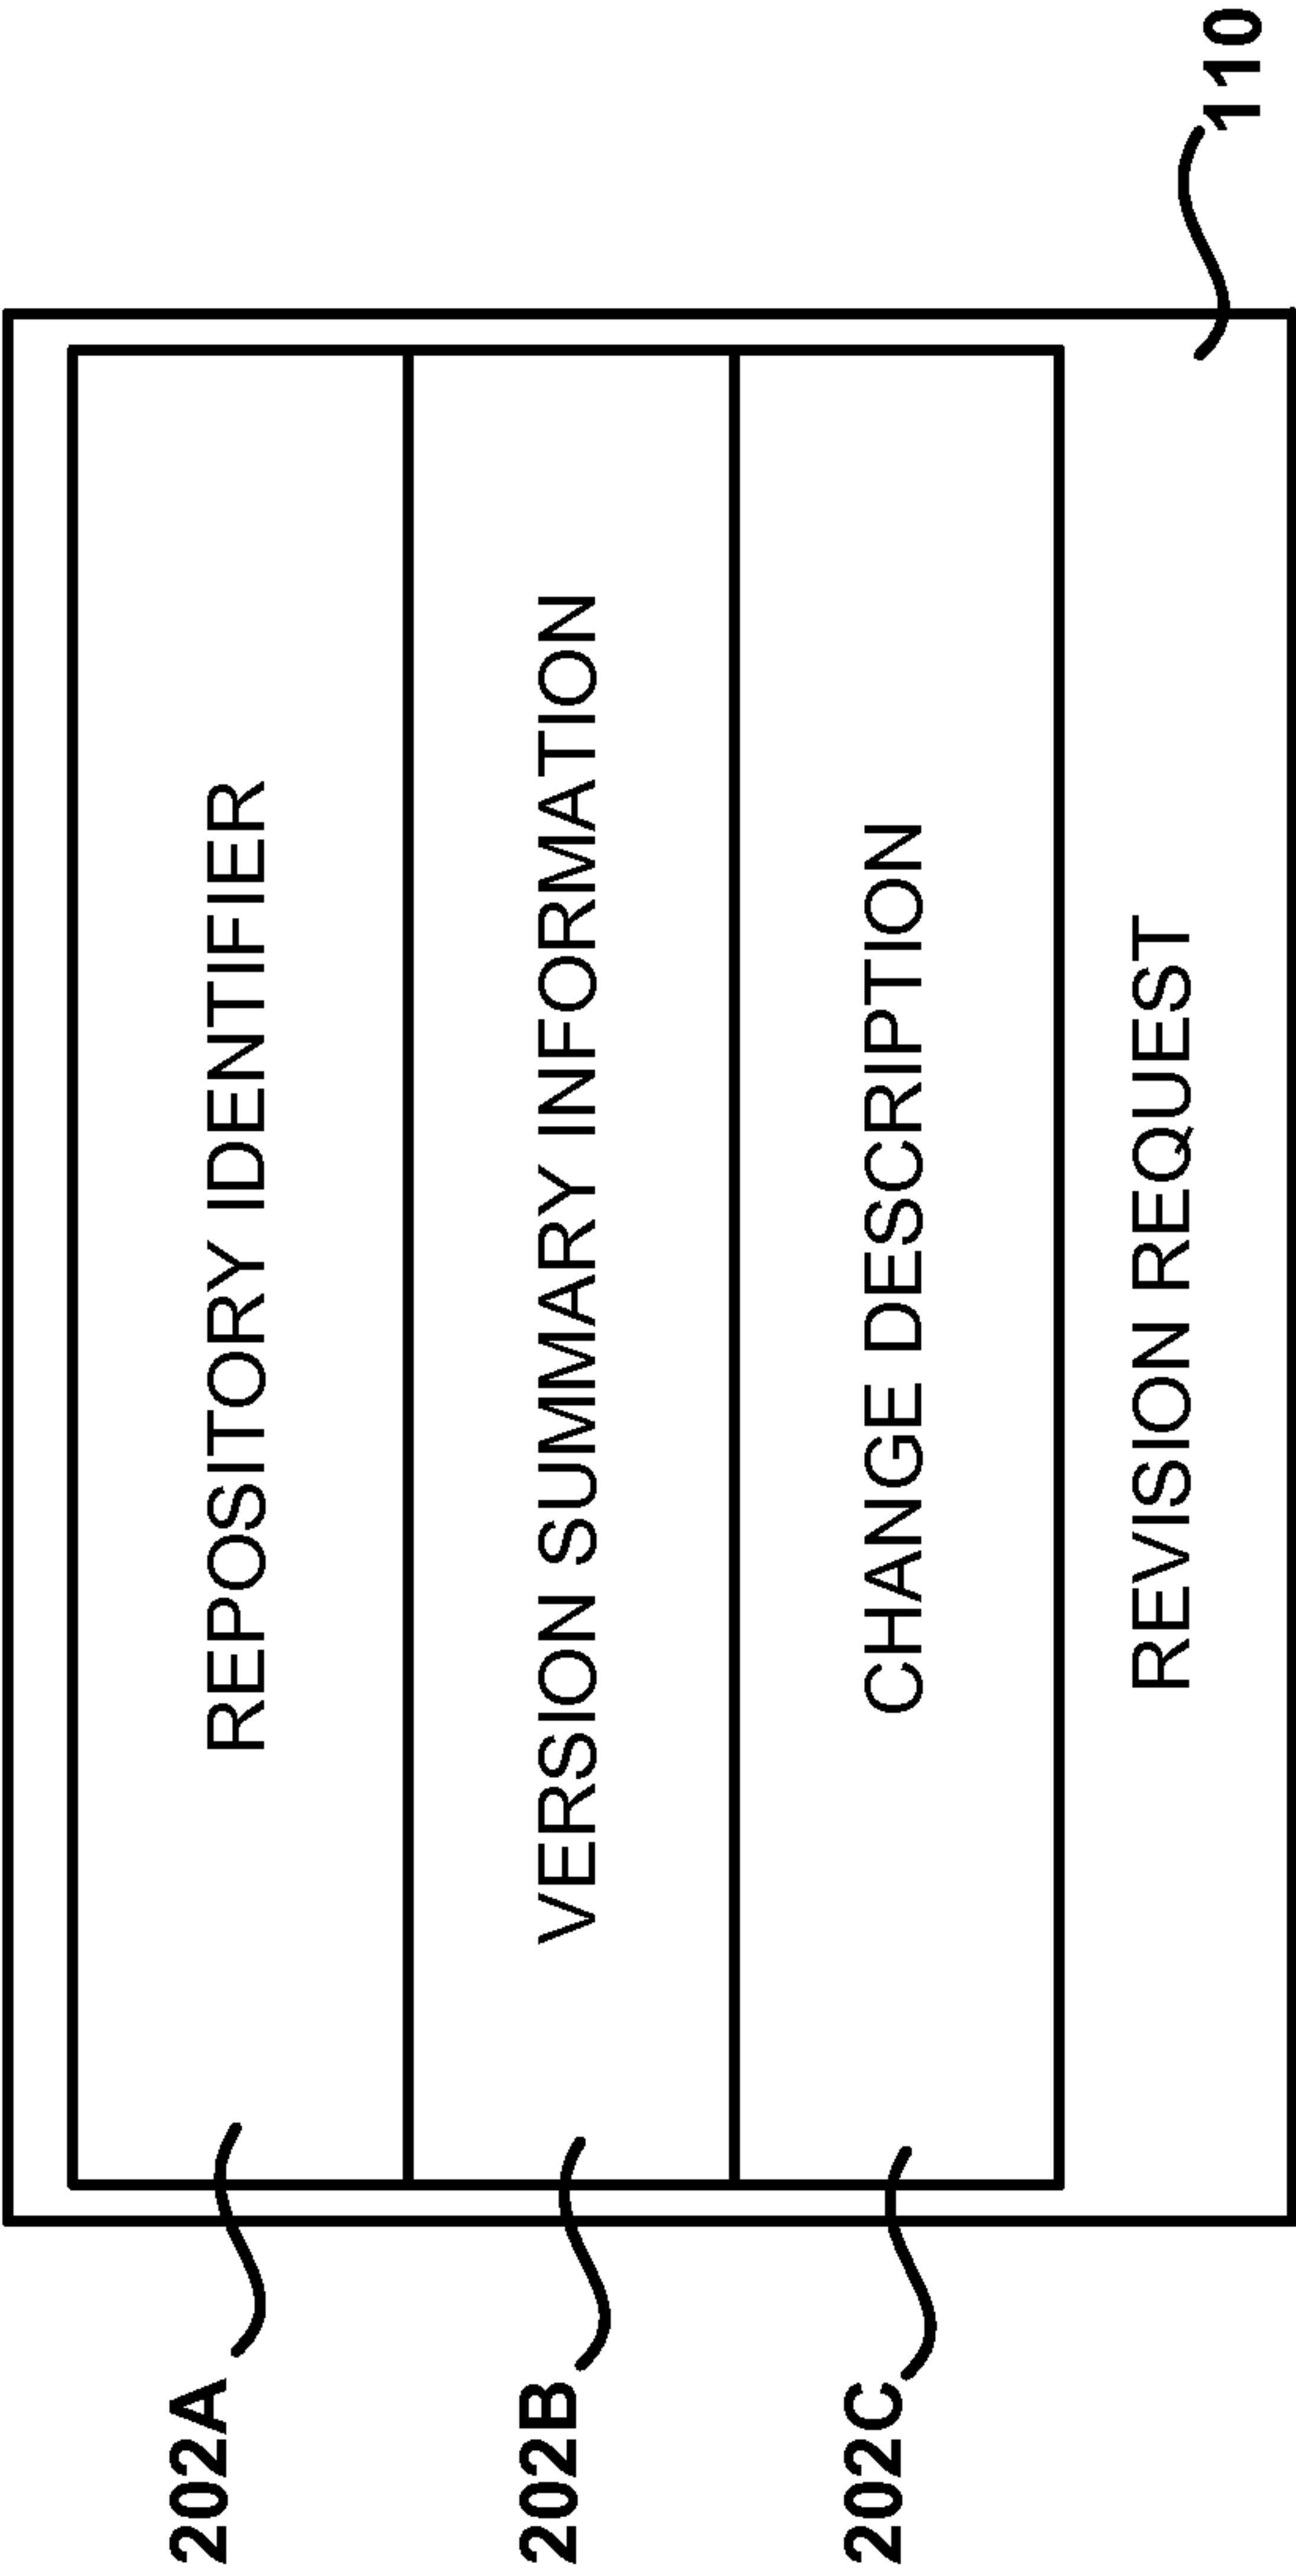 202A
REPOSITORY IDENTIFIER
202B
VERSION SUMMARY INFORMATION
202C
CHANGE DESCRIPTION
REVISION REQUEST
110